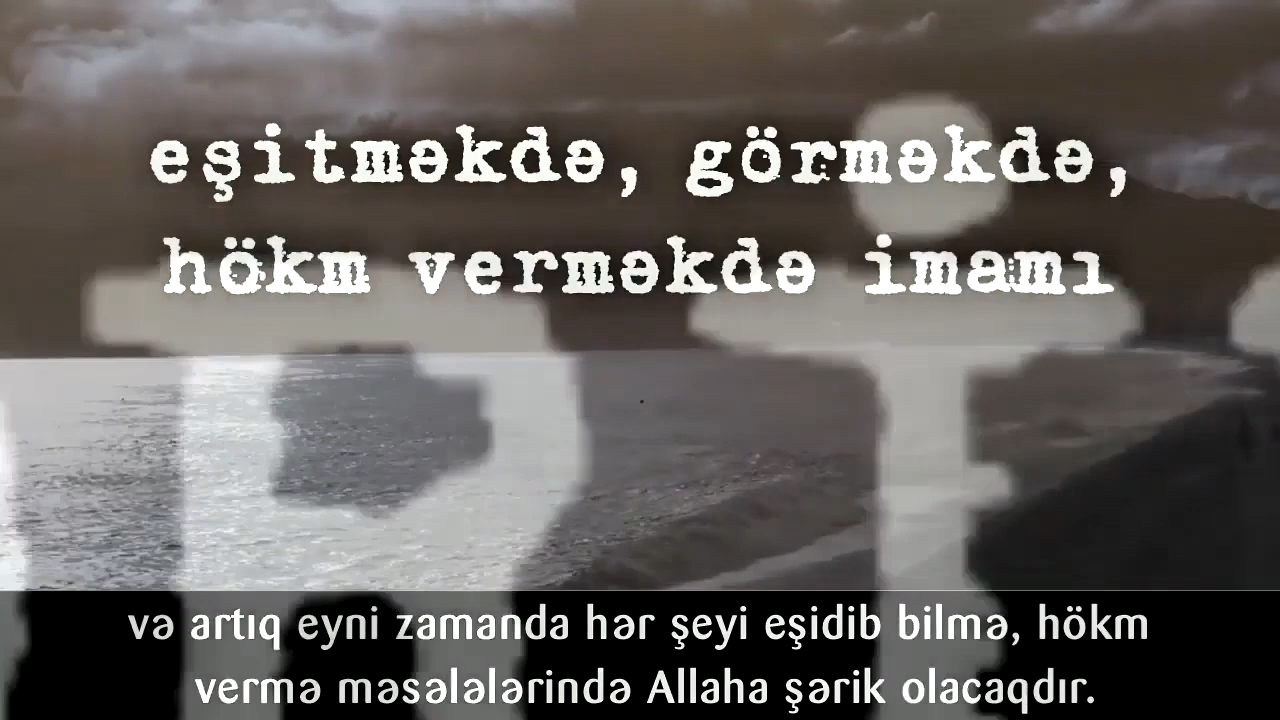 eşitməkdə, görməkdə,
hökm verməkdə imamı
və artıq eyni zamanda hər şeyi eşidib bilmə, hökm
vermə məsələlərində Allaha şərik olacaqdır.